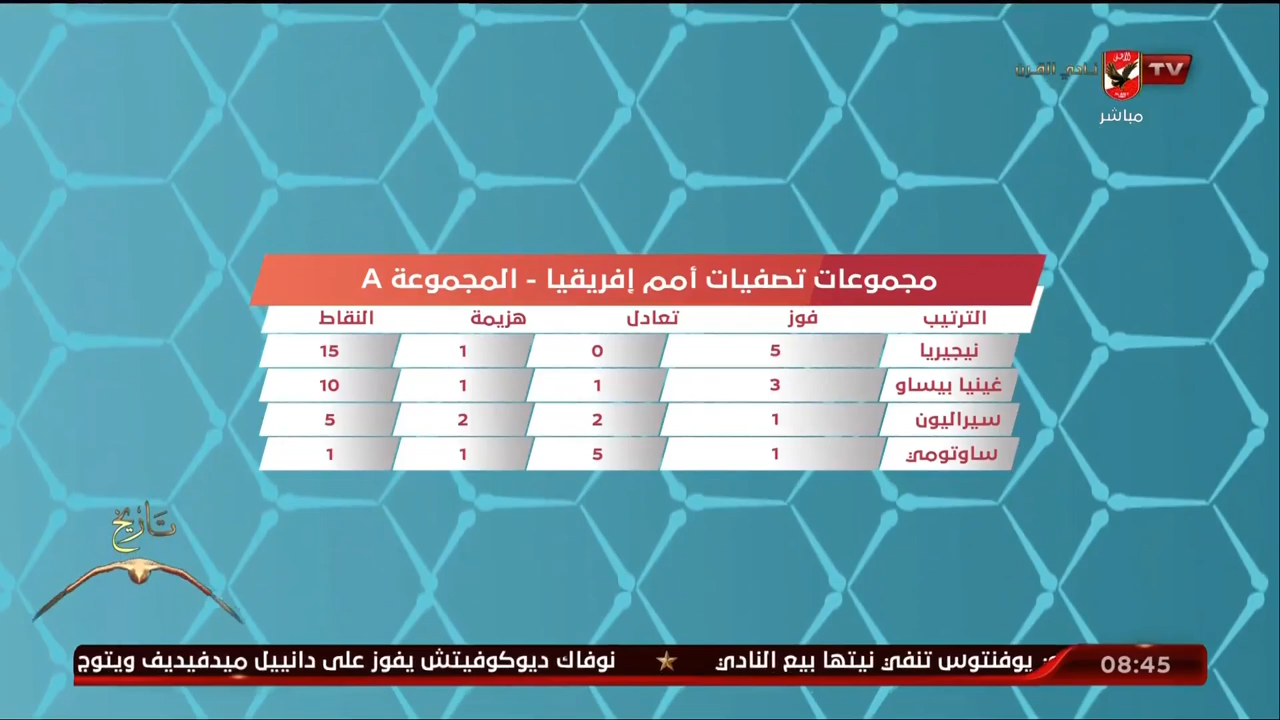 نادي القرن TV
مباشر
مجموعات تصفيات أمم إفريقيا - المجموعة A
الترتيب فوز تعادل هزيمة النقاط
نيجيريا 5 0 1 15
غينيا بيساو 3 1 1 10
سيراليون 1 2 2 5
ساوتومي 1 5 1 1
تاريخ
08:45 يوفنتوس تنفي نيتها بيع النادي نوفاك ديوكوفيتش يفوز على دانييل ميدفيديف ويتوج